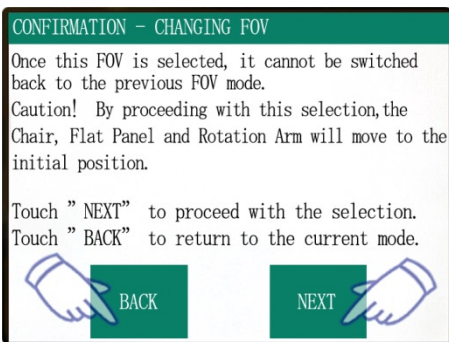 CONFIRMATION - CHANGING FOV
Once this FOV is selected, it cannot be switched
back to the previous FOV mode.
Caution! By proceeding with this selection,the
Chair, Flat Panel and Rotation Arm will move to the
initial position.
Touch ” NEXT” to proceed with the selection.
Touch ” BACK” to return to the current mode.
BACK
NEXT